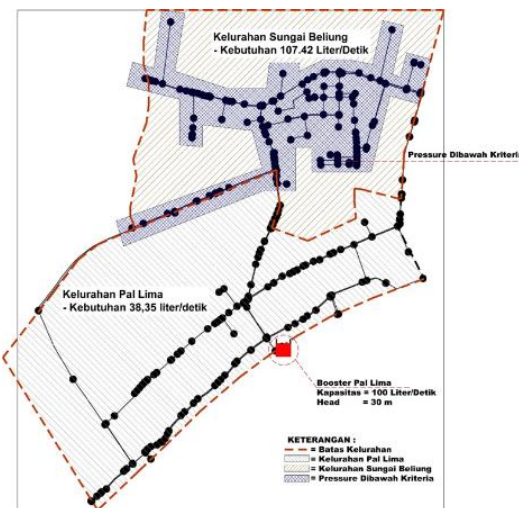 Kelurahan Sungai Beliung
- Kebutuhan 107.42 Liter/Detik
Pressure Dibawah Kriteria
Kelurahan Pal Lima
- Kebutuhan 38,35 liter/detik
Booster Pal Lima
Kapasitas = 100 Liter/Detik
Head = 30 m
KETERANGAN :
= Batas Kelurahan
= Kelurahan Pal Lima
= Kelurahan Sungai Beliung
= Pressure Dibawah Kriteria